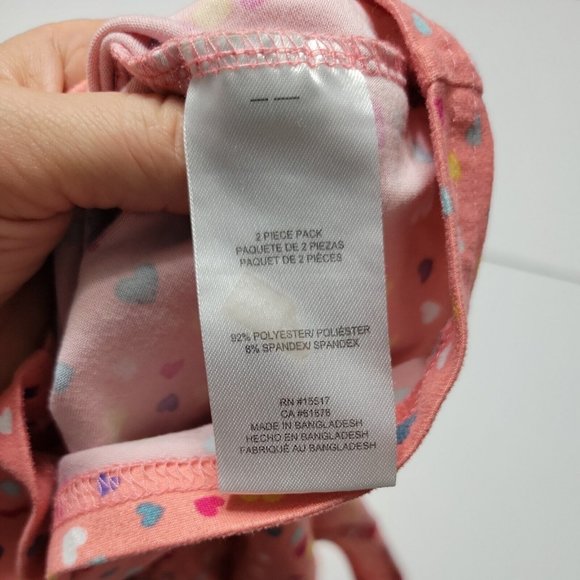 2 PIECE PACK
PAQUETE DE 2 PIEZAS
PAQUET DE 2 PIÈCES
92% POLYESTER/ POLIÉSTER
8% SPANDEX/ SPANDEX
RN #15517
CA #61878
MADE IN BANGLADESH
HECHO EN BANGLADESH
FABRIQUÉ AU BANGLADESH